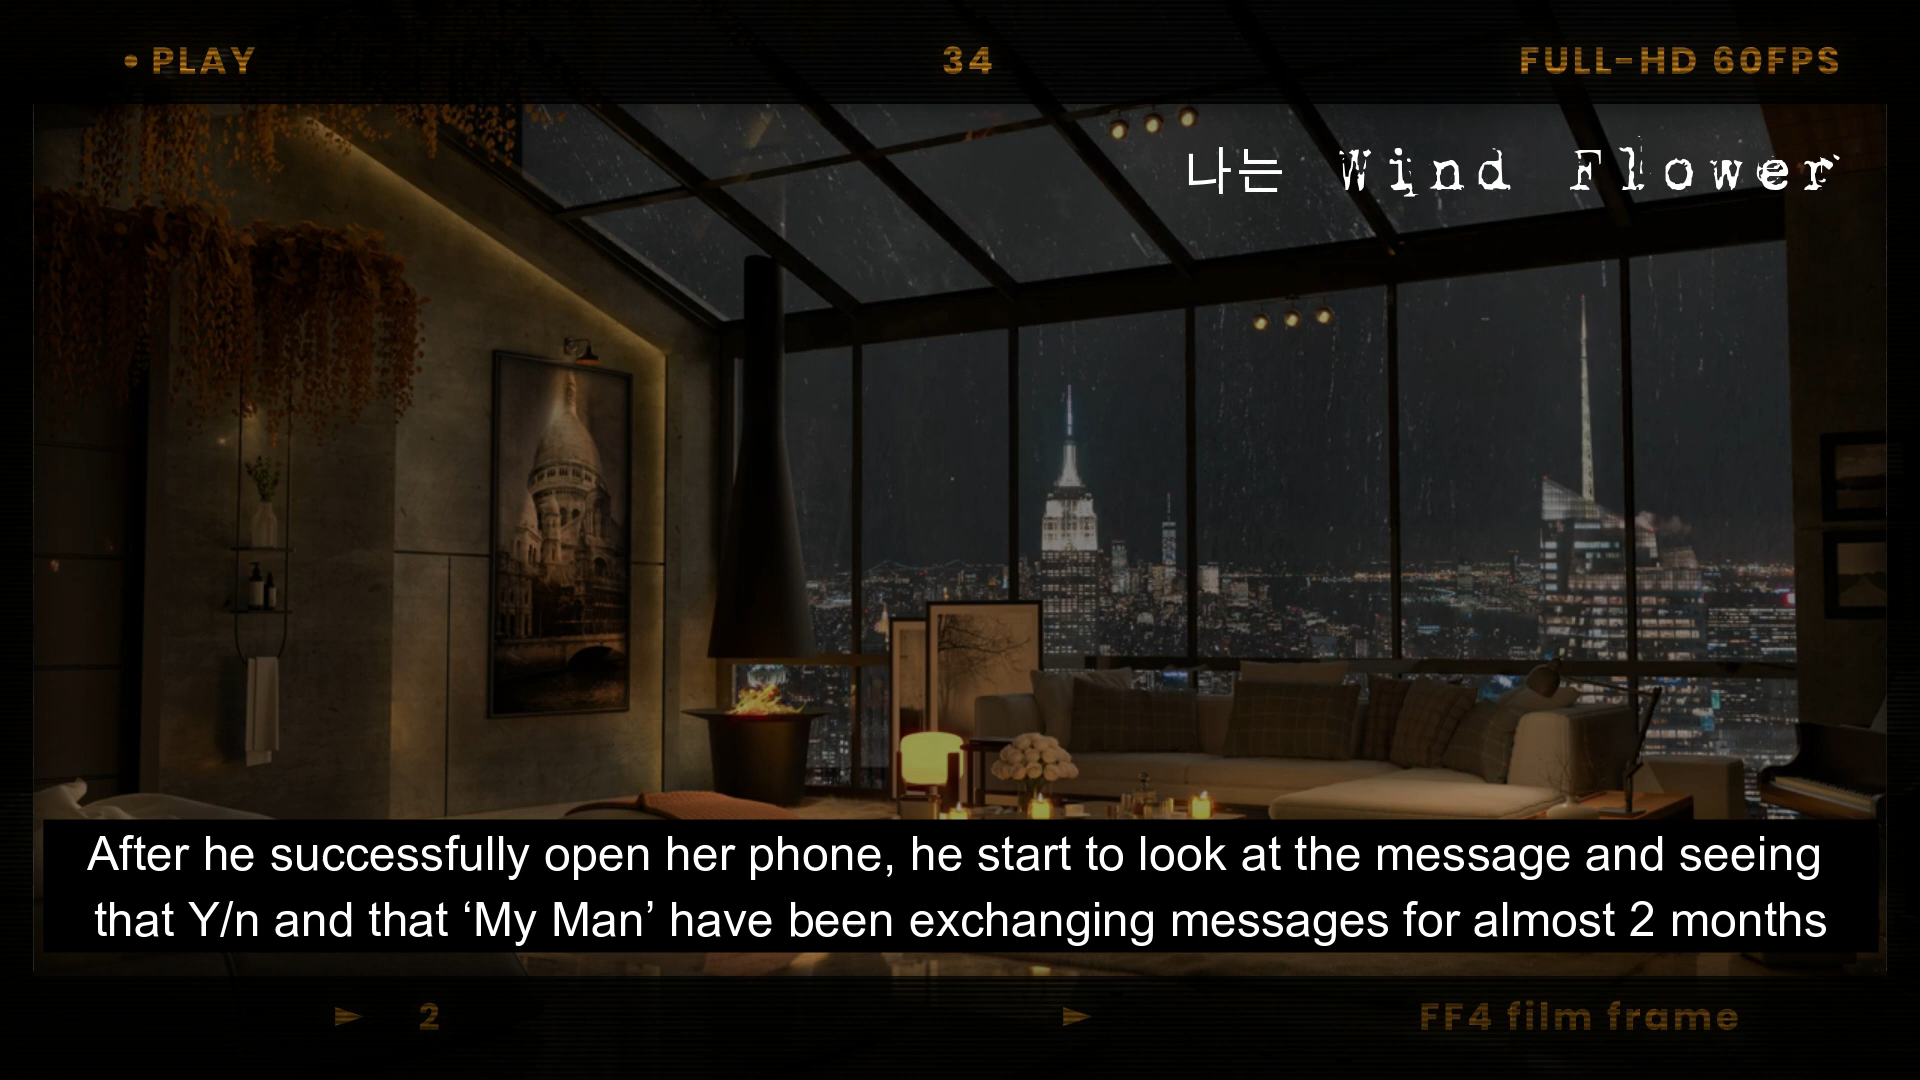 • PLAY
34
FULL-HD 60FPS
나는 Wind Flower
After he successfully open her phone, he start to look at the message and seeing
that Y/n and that ‘My Man’ have been exchanging messages for almost 2 months
2
FF4 film frame